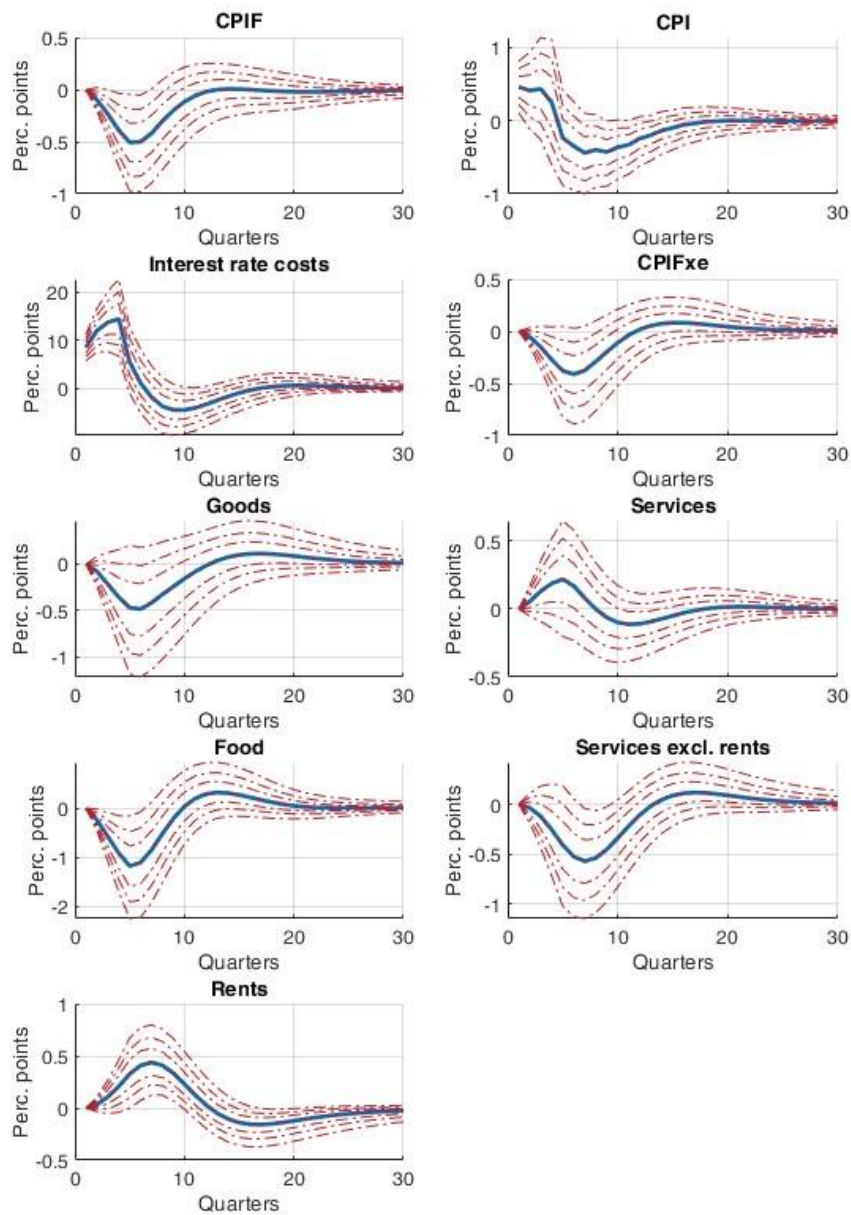 CPIF
0.5
0
-0.5
-1
Perc. points
0 10 20 30
Quarters
CPI
1
0
-1
Perc. points
0 10 20 30
Quarters
Interest rate costs
20
10
0
Perc. points
0 10 20 30
Quarters
CPIFxe
0.5
0
-0.5
-1
Perc. points
0 10 20 30
Quarters
Goods
0
-0.5
-1
Perc. points
0 10 20 30
Quarters
Services
0.5
0
-0.5
Perc. points
0 10 20 30
Quarters
Food
0
-1
-2
Perc. points
0 10 20 30
Quarters
Services excl. rents
0
-0.5
-1
Perc. points
0 10 20 30
Quarters
Rents
1
0.5
0
-0.5
Perc. points
0 10 20 30
Quarters